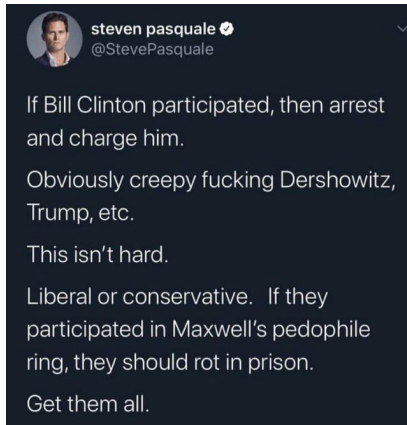 steven pasquale
@StevePasquale
If Bill Clinton participated, then arrest
and charge him.
Obviously creepy fucking Dershowitz,
Trump, etc.
This isn't hard.
Liberal or conservative. If they
participated in Maxwell's pedophile
ring, they should rot in prison.
Get them all.